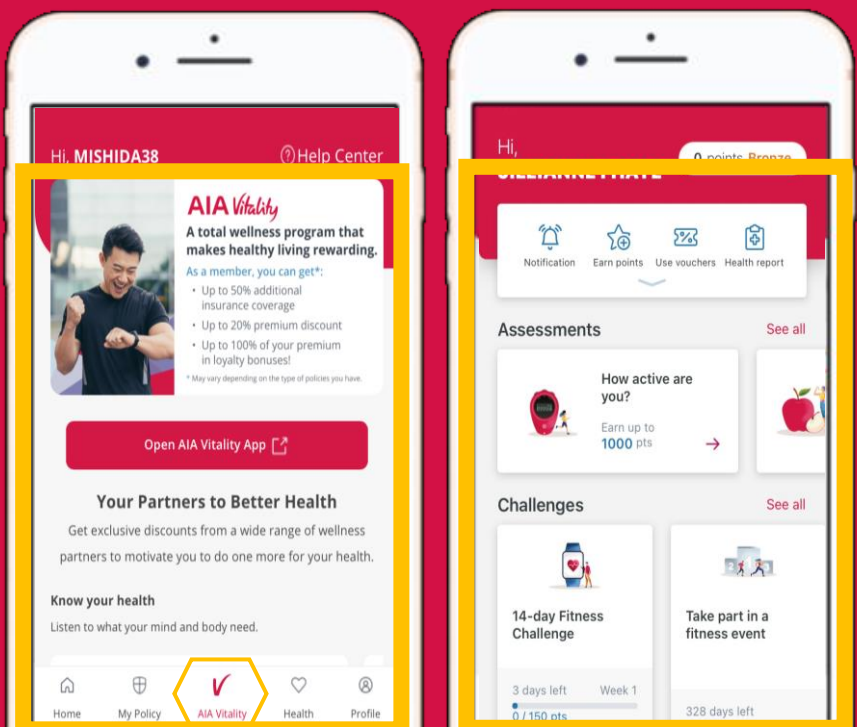 Hi, MISHIDA38
Help Center
AIA Vitality
A total wellness program that
makes healthy living rewarding.
As a member, you can get*:
• Up to 50% additional
insurance coverage
• Up to 20% premium discount
• Up to 100% of your premium
in loyalty bonuses!
* May vary depending on the type of policies you have.
Open AIA Vitality App
Your Partners to Better Health
Get exclusive discounts from a wide range of wellness
partners to motivate you to do one more for your health.
Know your health
Listen to what your mind and body need.
Home
My Policy
AIA Vitality
Health
Profile
Hi,
0 points Bronze
Notification
Earn points
Use vouchers
Health report
Assessments
See all
How active are
you?
Earn up to
1000 pts
Challenges
See all
14-day Fitness
Challenge
3 days left
Week 1
0 / 150 pts
Take part in a
fitness event
328 days left